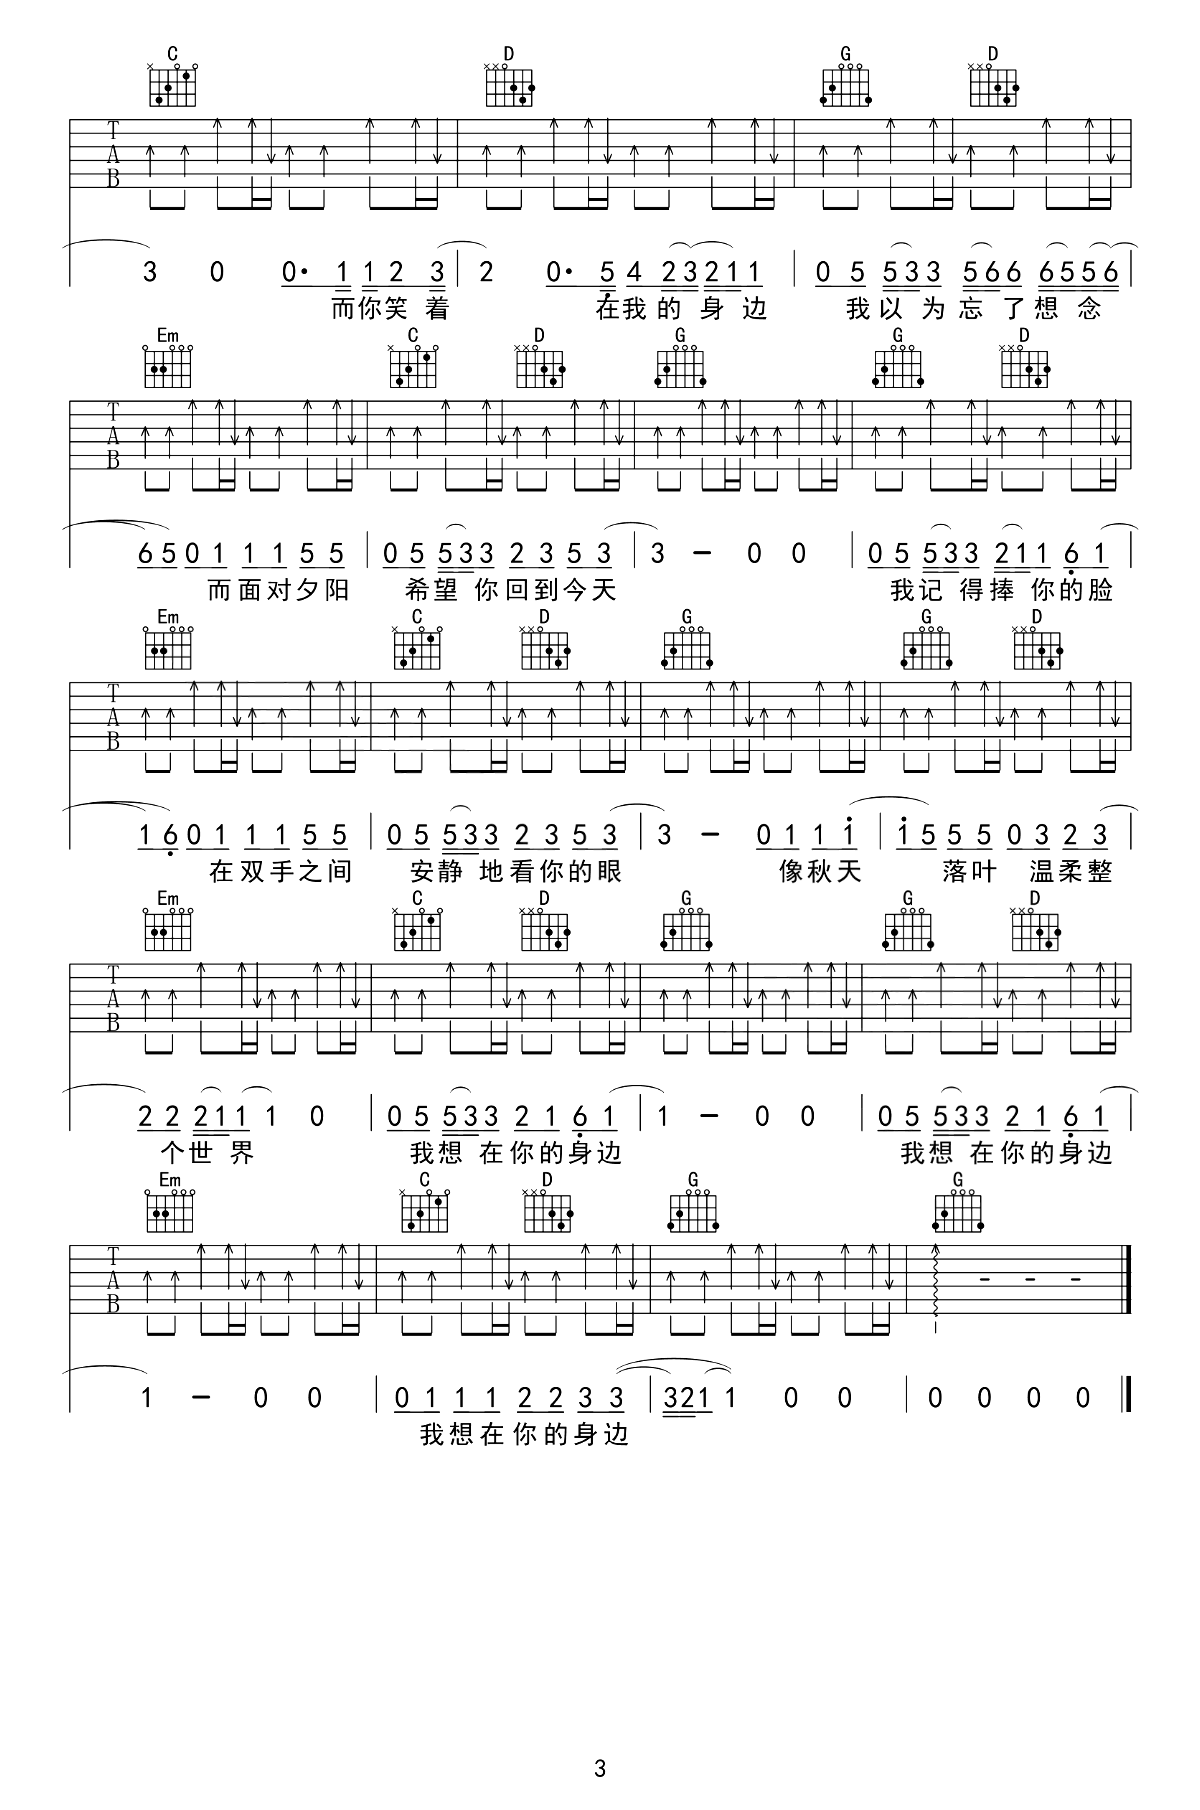 C D G D
T
A
B
3 0 0· 1 1 2 3 2 0· 5 4 2 3 2 1 1 0 5 5 3 3 5 6 6 6 5 5 6
而你笑着 在我的身边 我以为忘了想念
Em C D G G D
T
A
B
6 5 0 1 1 1 5 5 0 5 5 3 3 2 3 5 3 3 - 0 0 0 5 5 3 3 2 1 1 6 1
而面对夕阳 希望你回到今天 我记得捧你的脸
Em C D G G D
T
A
B
1 6 0 1 1 1 5 5 0 5 5 3 3 2 3 5 3 3 - 0 1 1 1 1 5 5 5 0 3 2 3
在双手之间 安静地看你的眼 像秋天 落叶 温柔整
Em C D G G D
T
A
B
2 2 2 1 1 1 0 0 5 5 3 3 2 1 6 1 1 - 0 0 0 5 5 3 3 2 1 6 1
个世界 我想在你的身边 我想在你的身边
Em C D G G
T
A
B
1 - 0 0 0 1 1 1 2 2 3 3 3 2 1 1 0 0 0 0 0 0
我想在你的身边
3